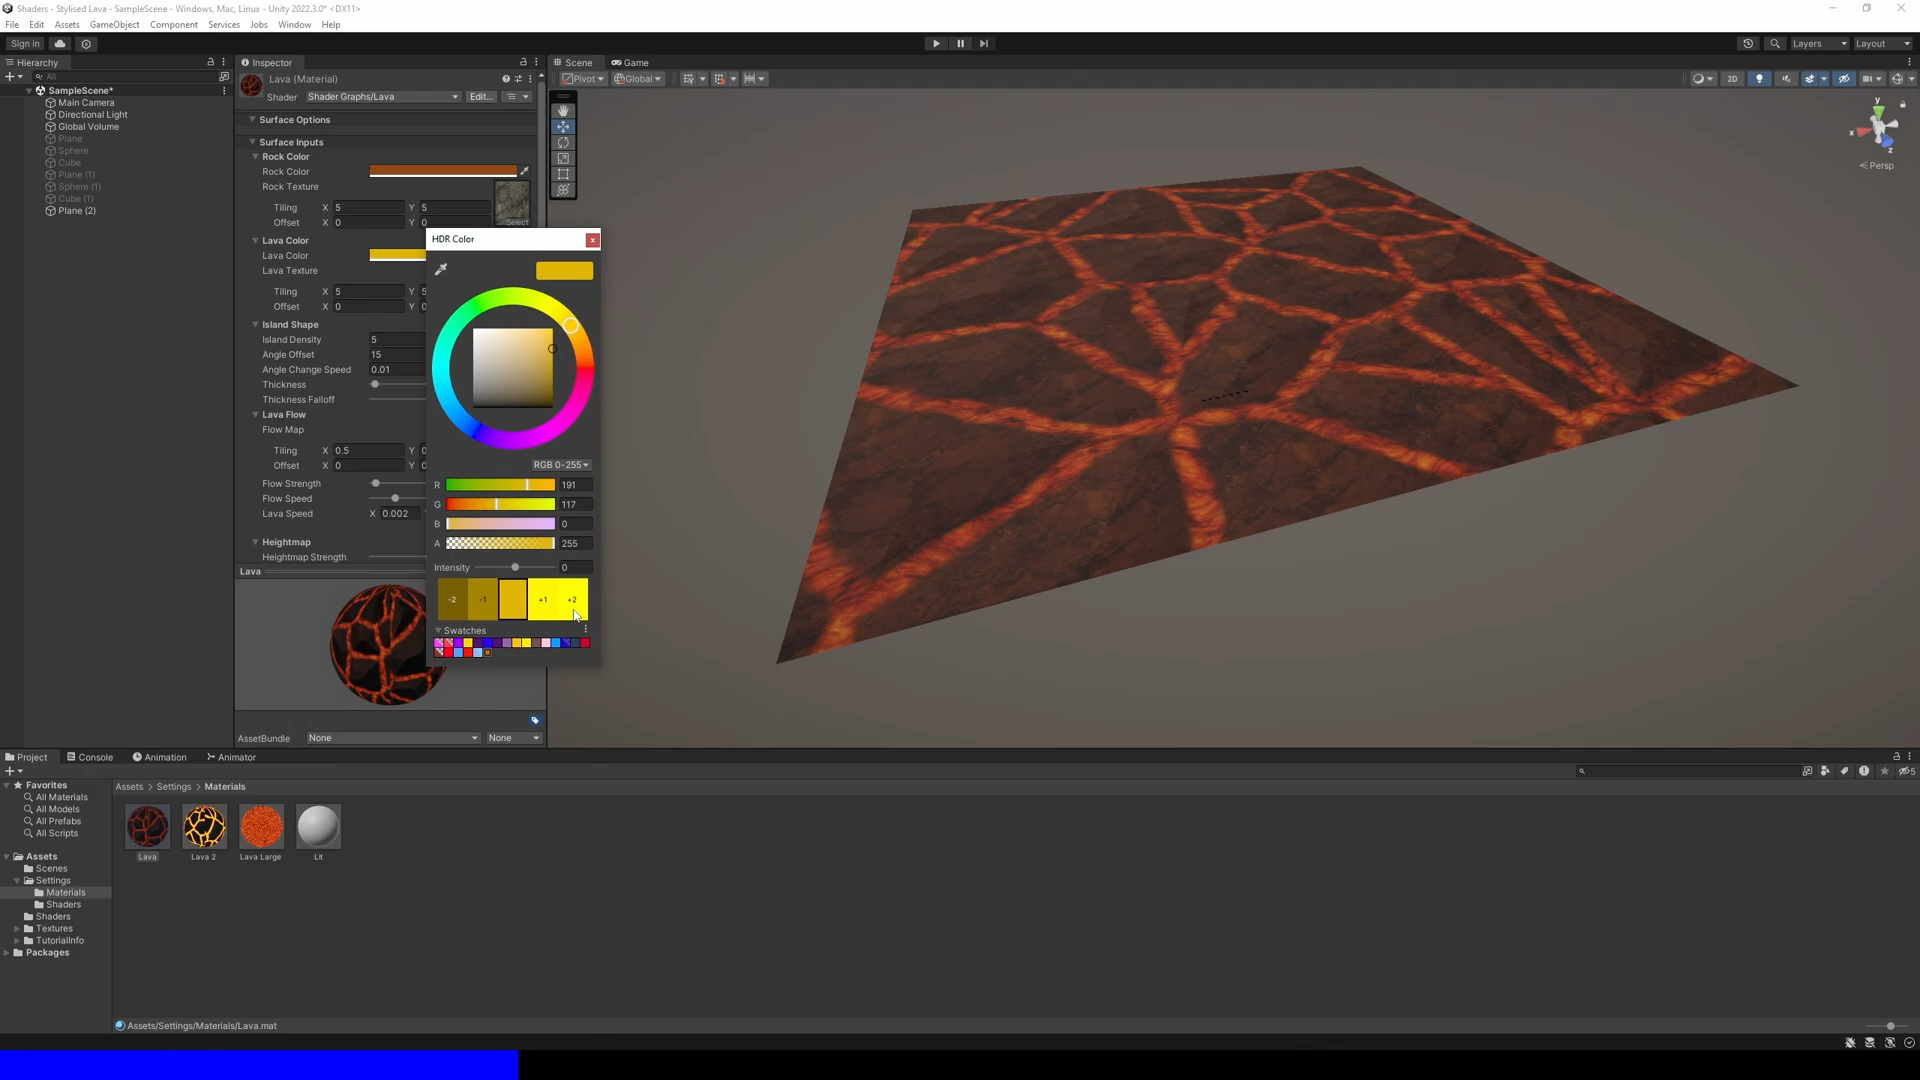 Shaders - Stylised Lava - SampleScene - Windows, Mac, Linux - Unity 2022.3.0* <DX11>
File Edit Assets GameObject Component Services Jobs Window Help
Sign in Layers Layout
Hierarchy
All
SampleScene*
Main Camera
Directional Light
Global Volume
Plane
Sphere
Cube
Plane (1)
Sphere (1)
Cube (1)
Plane (2)
Inspector
Lava (Material)
Shader Shader Graphs/Lava Edit...
Surface Options
Surface Inputs
Rock Color
Rock Color
Rock Texture
Tiling X 5 Y 5
Offset X 0 Y 0
Select
Lava Color
Lava Color
Lava Texture
Tiling X 5 Y 5
Offset X 0 Y 0
Island Shape
Island Density 5
Angle Offset 15
Angle Change Speed 0.01
Thickness
Thickness Falloff
Lava Flow
Flow Map
Tiling X 0.5 Y 0
Offset X 0 Y 0
Flow Strength
Flow Speed
Lava Speed X 0.002
Heightmap
Heightmap Strength
Lava
AssetBundle None None
HDR Color
x
RGB 0-255
R 191
G 117
B 0
A 255
Intensity 0
-2 -1 +1 +2
Swatches
Scene Game
Pivot Global 2D
y
x
z
Persp
Project Console Animation Animator
5
Favorites
All Materials
All Models
All Prefabs
All Scripts
Assets
Scenes
Settings
Materials
Shaders
Shaders
Textures
TutorialInfo
Packages
Assets > Settings > Materials
Lava Lava 2 Lava Large Lit
Assets/Settings/Materials/Lava.mat